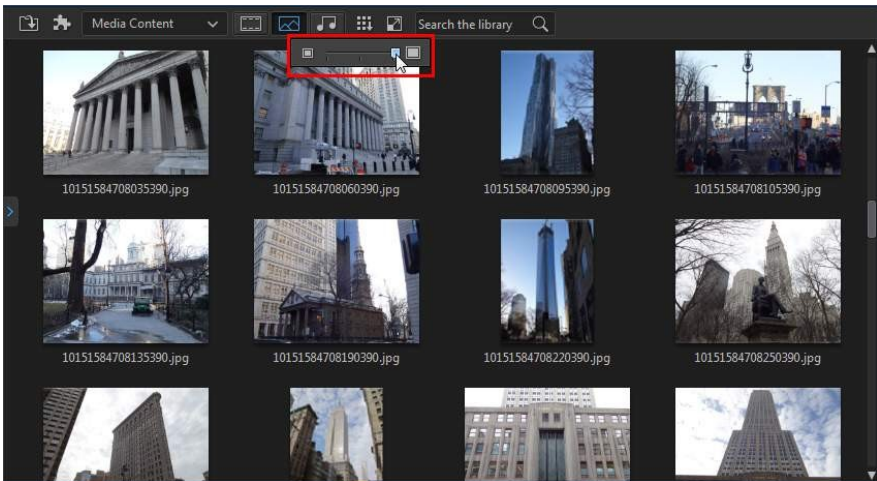 Media Content
Search the library
10151584708035390.jpg
10151584708060390.jpg
10151584708095390.jpg
10151584708105390.jpg
10151584708135390.jpg
10151584708190390.jpg
10151584708220390.jpg
10151584708250390.jpg